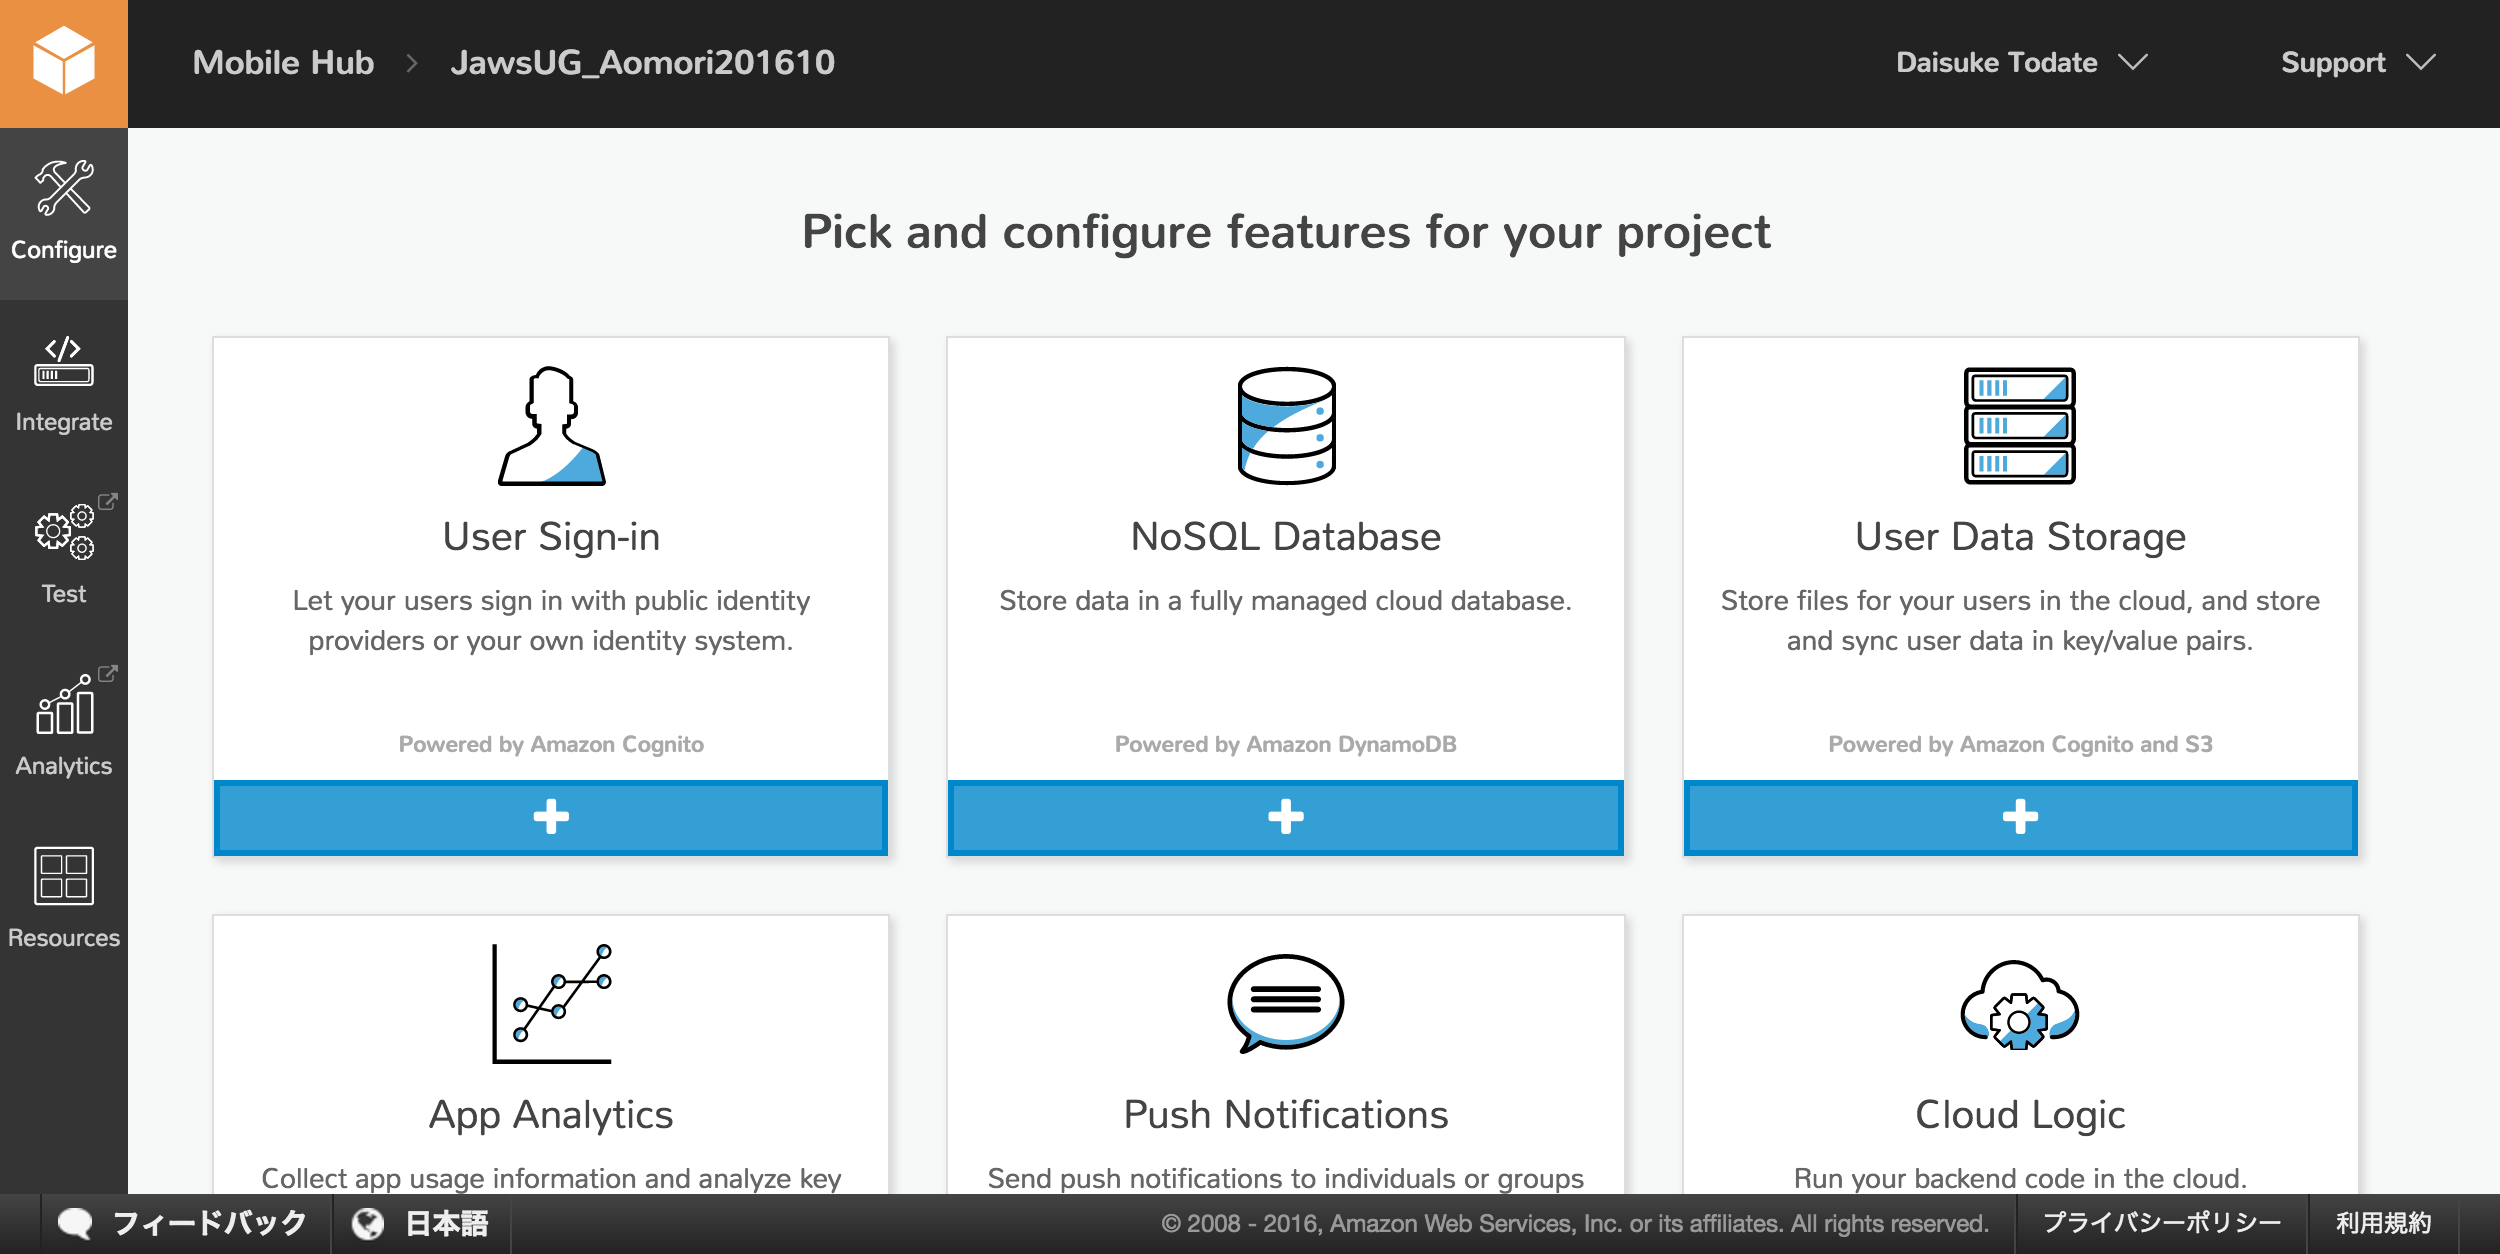 Mobile Hub > JawsUG_Aomori201610
Daisuke Todate
Support
Configure
Integrate
Test
Analytics
Resources
Pick and configure features for your project
User Sign-in
Let your users sign in with public identity
providers or your own identity system.
Powered by Amazon Cognito
NoSQL Database
Store data in a fully managed cloud database.
Powered by Amazon DynamoDB
User Data Storage
Store files for your users in the cloud, and store
and sync user data in key/value pairs.
Powered by Amazon Cognito and S3
App Analytics
Collect app usage information and analyze key
Push Notifications
Send push notifications to individuals or groups
Cloud Logic
Run your backend code in the cloud.
フィードバック
日本語
© 2008 - 2016, Amazon Web Services, Inc. or its affiliates. All rights reserved.
プライバシーポリシー
利用規約